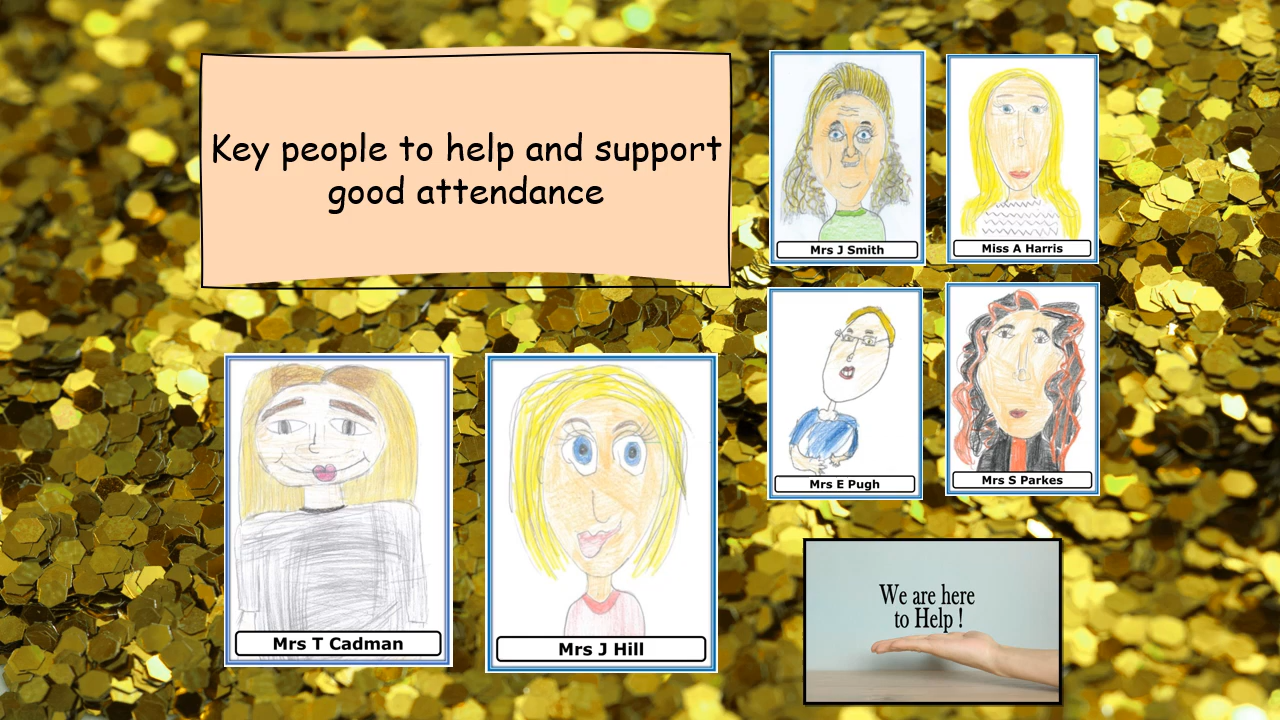 Key people to help and support
good attendance
Mrs J Smith
Miss A Harris
Mrs E Pugh
Mrs S Parkes
Mrs T Cadman
Mrs J Hill
We are here
to Help !